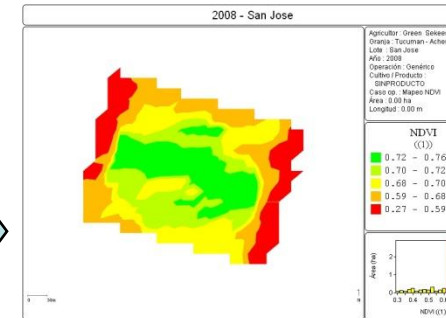 2008 - San Jose
Agricultor : Green Seke
Granja : Tucuman - Ache
Lote : San Jose
Año : 2008
Operación : Genérico
Cultivo / Producto :
SINPRODUCTO
Caso op. : Mapeo NDVI
Área : 0.00 ha
Longitud : 0.00 m
NDVI
((1))
0.72 - 0.76
0.70 - 0.72
0.68 - 0.70
0.59 - 0.68
0.27 - 0.59
Área (ha)
2
1
0
0.3 0.4 0.5 0.6
NDVI ((1)